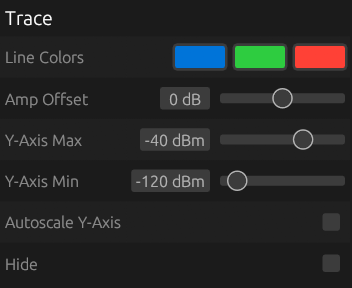 Trace
Line Colors
Amp Offset 0 dB
Y-Axis Max -40 dBm
Y-Axis Min -120 dBm
Autoscale Y-Axis
Hide